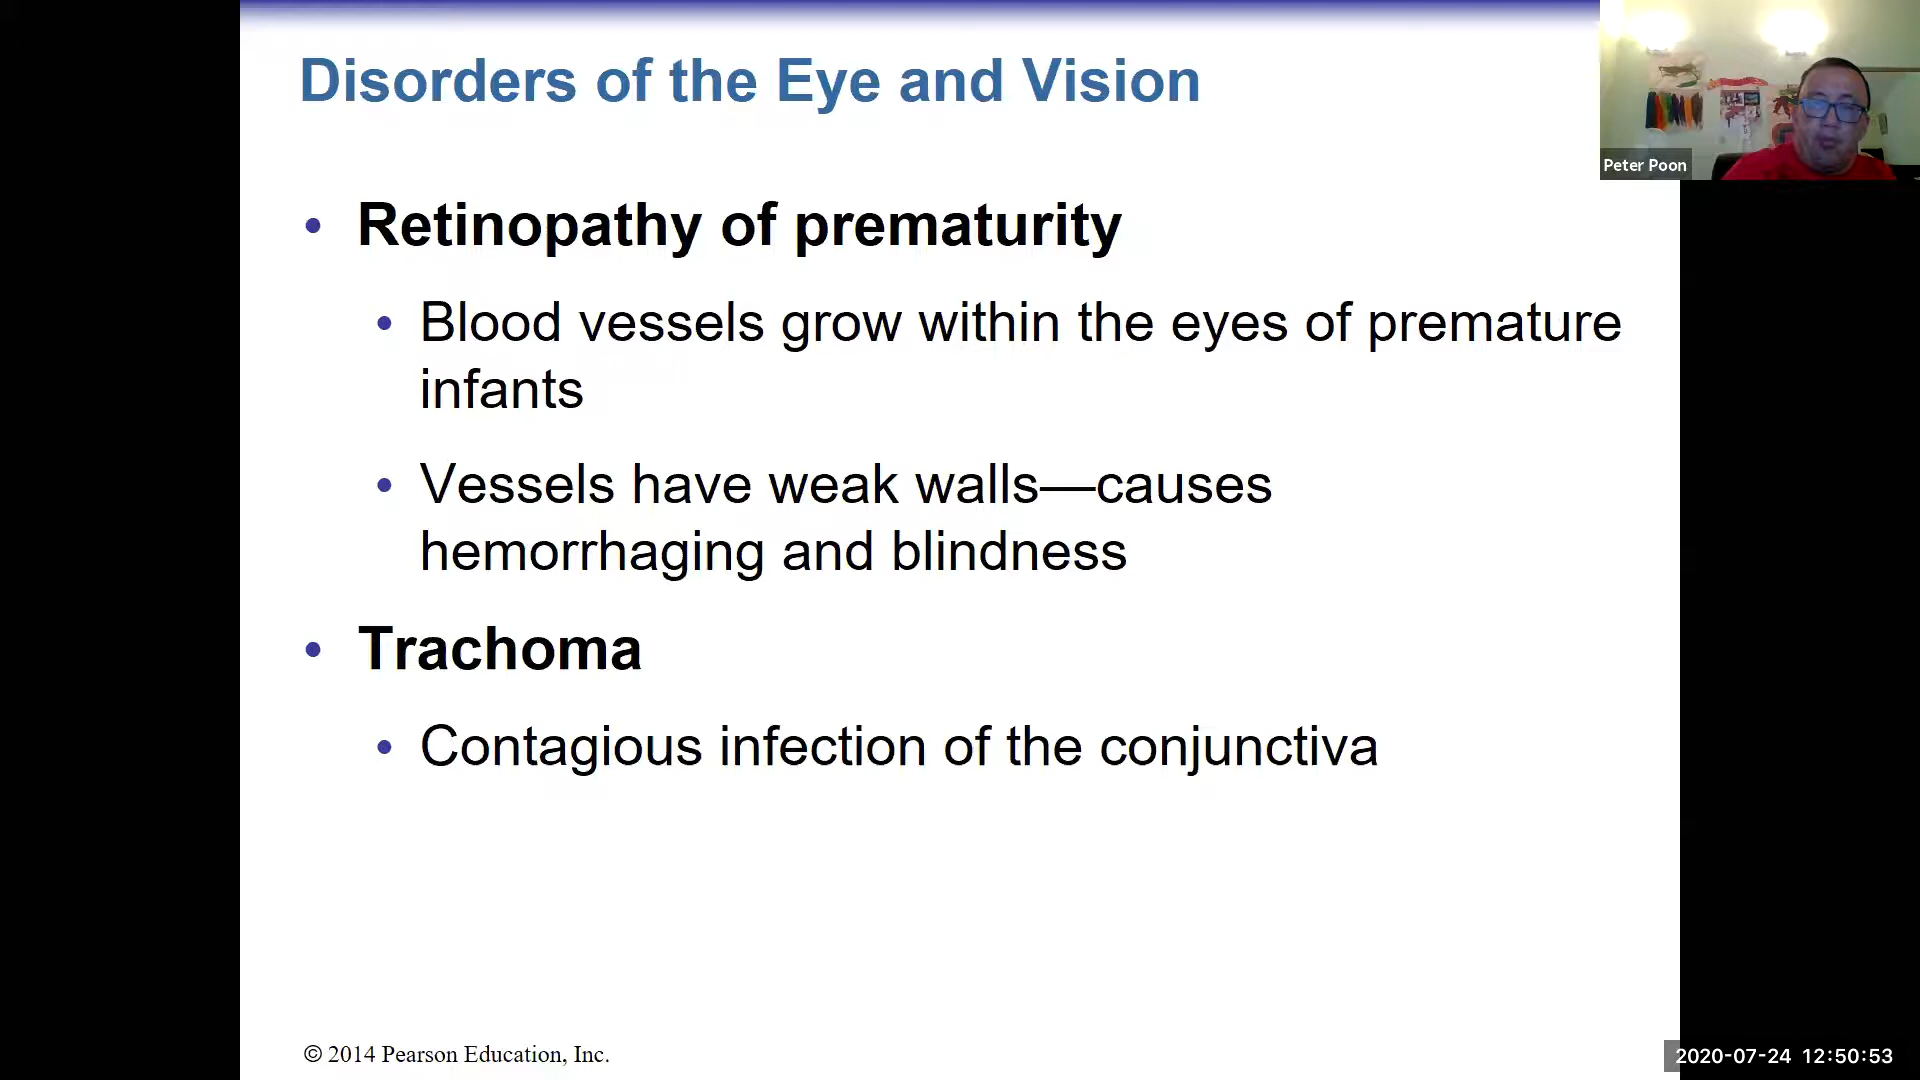 Disorders of the Eye and Vision
Peter Poon
• Retinopathy of prematurity
• Blood vessels grow within the eyes of premature
infants
• Vessels have weak walls—causes
hemorrhaging and blindness
• Trachoma
• Contagious infection of the conjunctiva
© 2014 Pearson Education, Inc.
2020-07-24 12:50:53